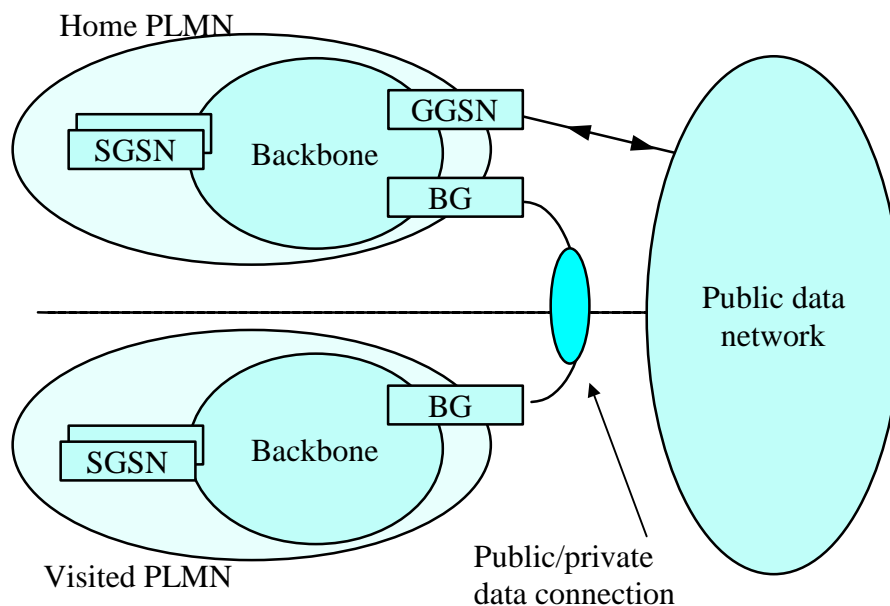 Home PLMN
GGSN
SGSN
Backbone
BG
Public data
network
BG
SGSN
Backbone
Public/private
data connection
Visited PLMN